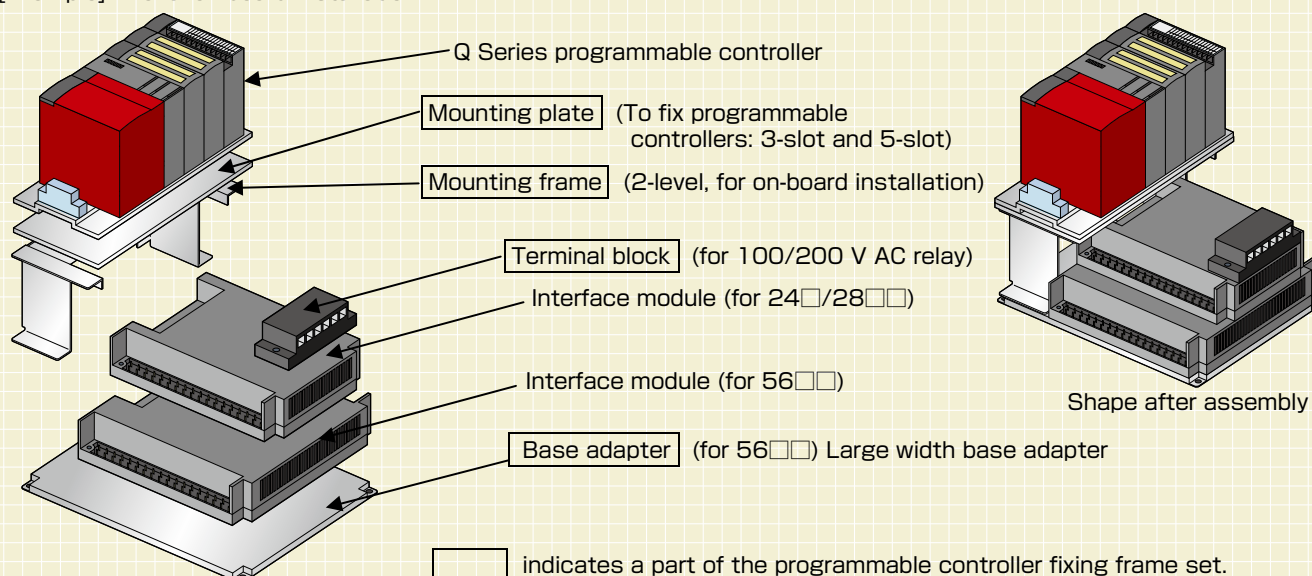 Q Series programmable controller
Mounting plate (To fix programmable
controllers: 3-slot and 5-slot)
Mounting frame (2-level, for on-board installation)
Terminal block (for 100/200 V AC relay)
Interface module (for 24□/28□□)
Interface module (for 56□□)
Shape after assembly
Base adapter (for 56□□) Large width base adapter
indicates a part of the programmable controller fixing frame set.